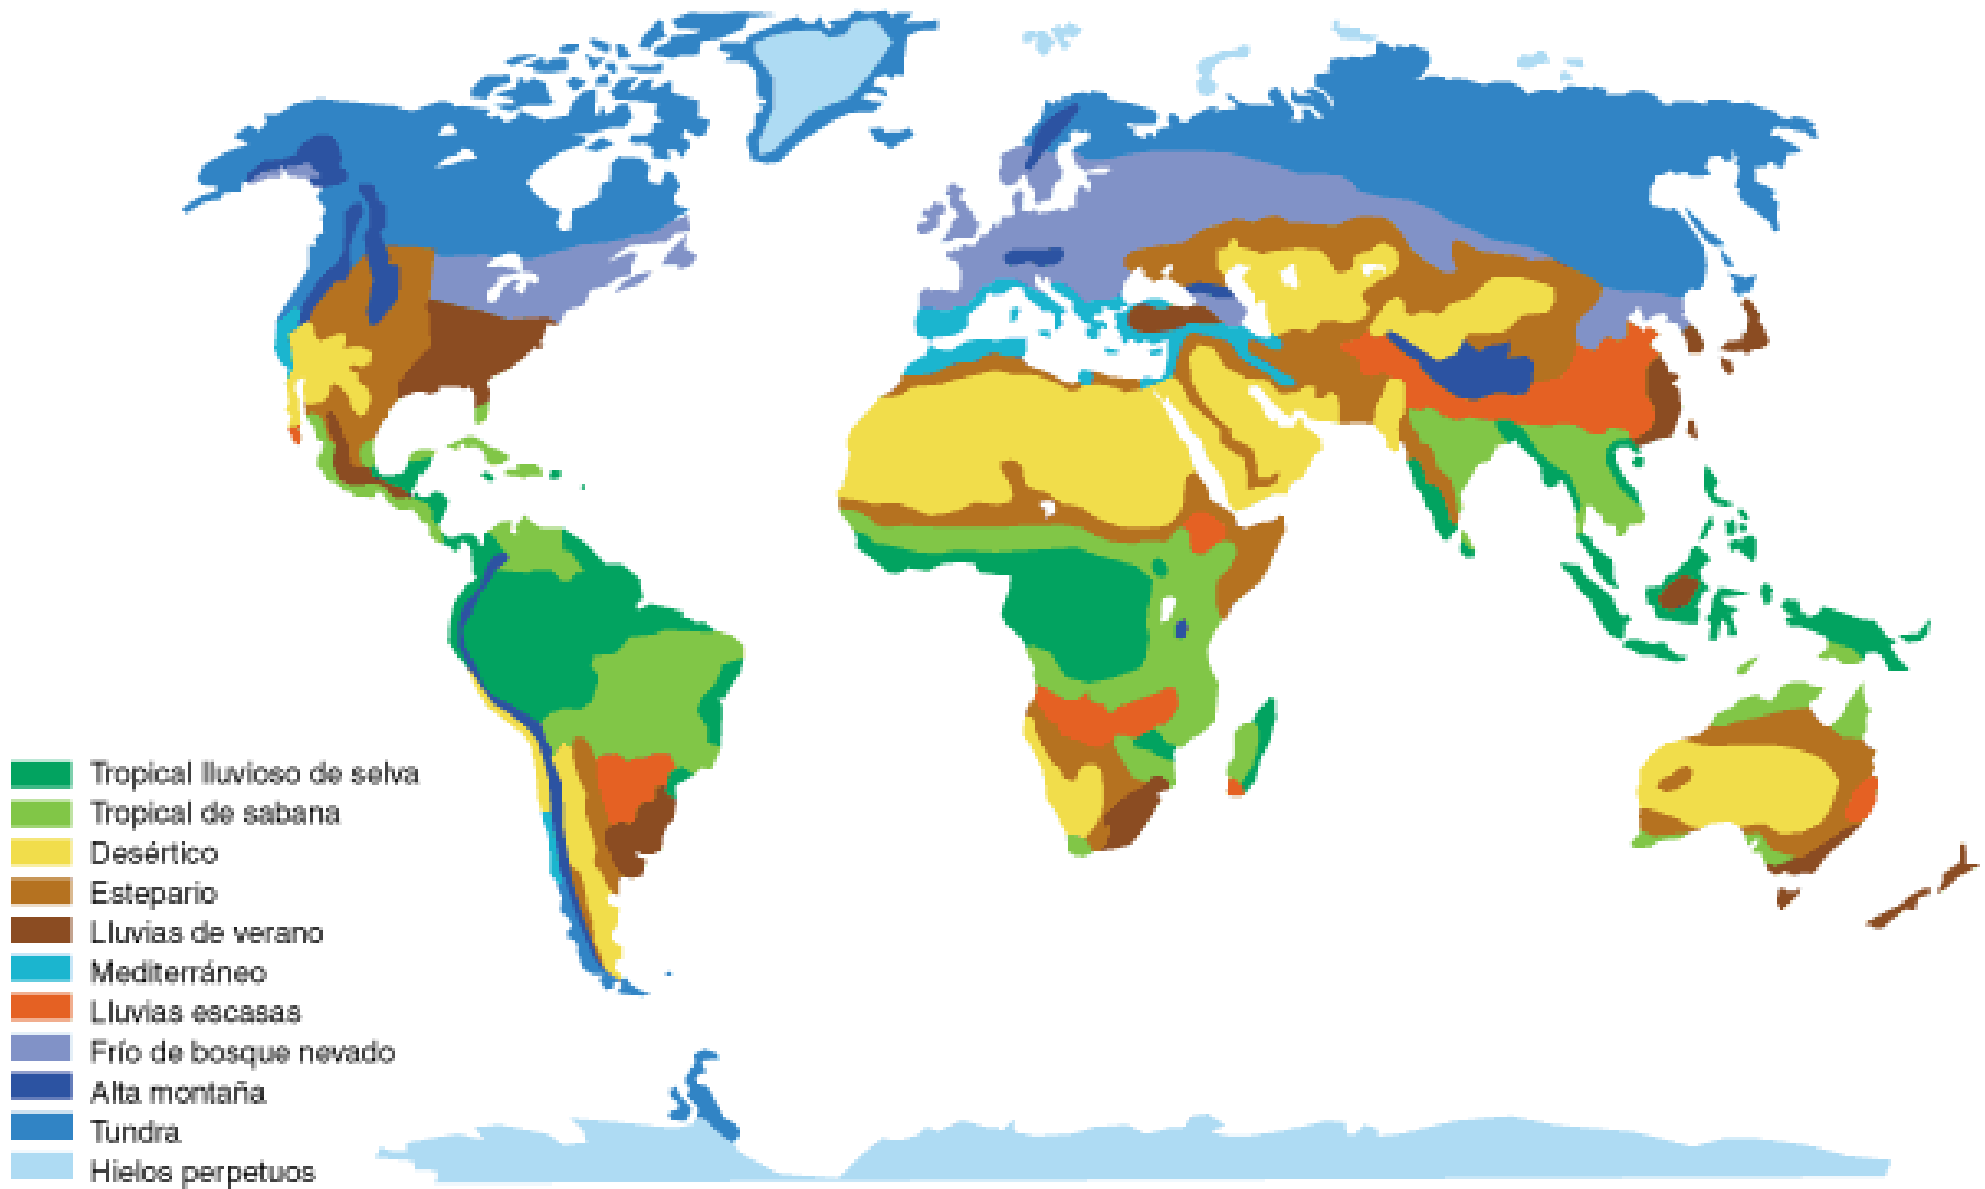 Tropical lluvioso de selva
Tropical de sabana
Desértico
Estepario
Lluvias de verano
Mediterráneo
Lluvias escasas
Frío de bosque nevado
Alta montaña
Tundra
Hielos perpetuos